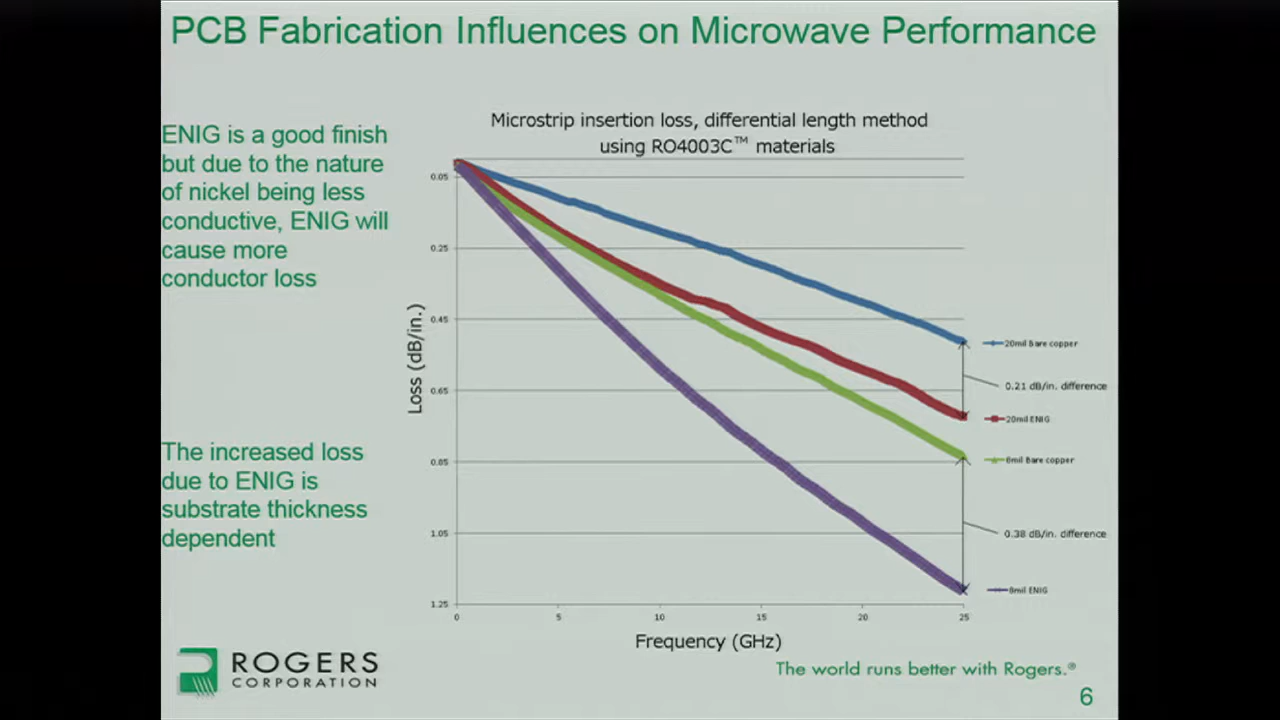 PCB Fabrication Influences on Microwave Performance
ENIG is a good finish
but due to the nature
of nickel being less
conductive, ENIG will
cause more
conductor loss
The increased loss
due to ENIG is
substrate thickness
dependent
Microstrip insertion loss, differential length method
using RO4003C™ materials
Loss (dB/in.)
0.05
0.25
0.45
0.65
0.85
1.05
1.25
0
5
10
15
20
25
Frequency (GHz)
20mil Bare copper
0.21 dB/in. difference
20mil ENIG
8mil Bare copper
0.38 dB/in. difference
8mil ENIG
ROGERS
CORPORATION
The world runs better with Rogers.®
6